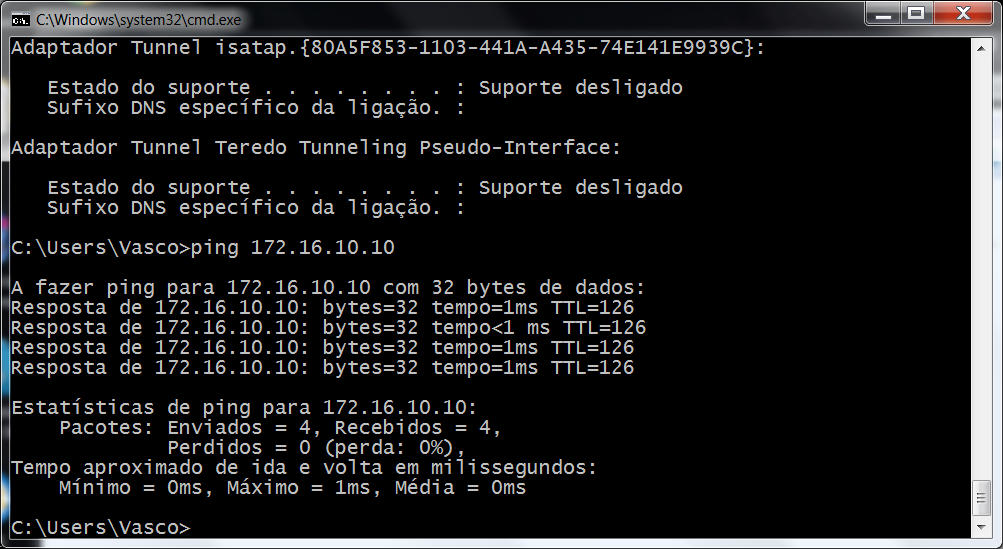 C:\Windows\system32\cmd.exe
Adaptador Tunnel isatap.{80A5F853-1103-441A-A435-74E141E9939C}:
Estado do suporte . . . . . . . . : Suporte desligado
Sufixo DNS específico da ligação. :
Adaptador Tunnel Teredo Tunneling Pseudo-Interface:
Estado do suporte . . . . . . . . : Suporte desligado
Sufixo DNS específico da ligação. :
C:\Users\Vasco>ping 172.16.10.10
A fazer ping para 172.16.10.10 com 32 bytes de dados:
Resposta de 172.16.10.10: bytes=32 tempo=1ms TTL=126
Resposta de 172.16.10.10: bytes=32 tempo<1 ms TTL=126
Resposta de 172.16.10.10: bytes=32 tempo=1ms TTL=126
Resposta de 172.16.10.10: bytes=32 tempo=1ms TTL=126
Estatísticas de ping para 172.16.10.10:
Pacotes: Enviados = 4, Recebidos = 4,
Perdidos = 0 (perda: 0%),
Tempo aproximado de ida e volta em milissegundos:
Mínimo = 0ms, Máximo = 1ms, Média = 0ms
C:\Users\Vasco>